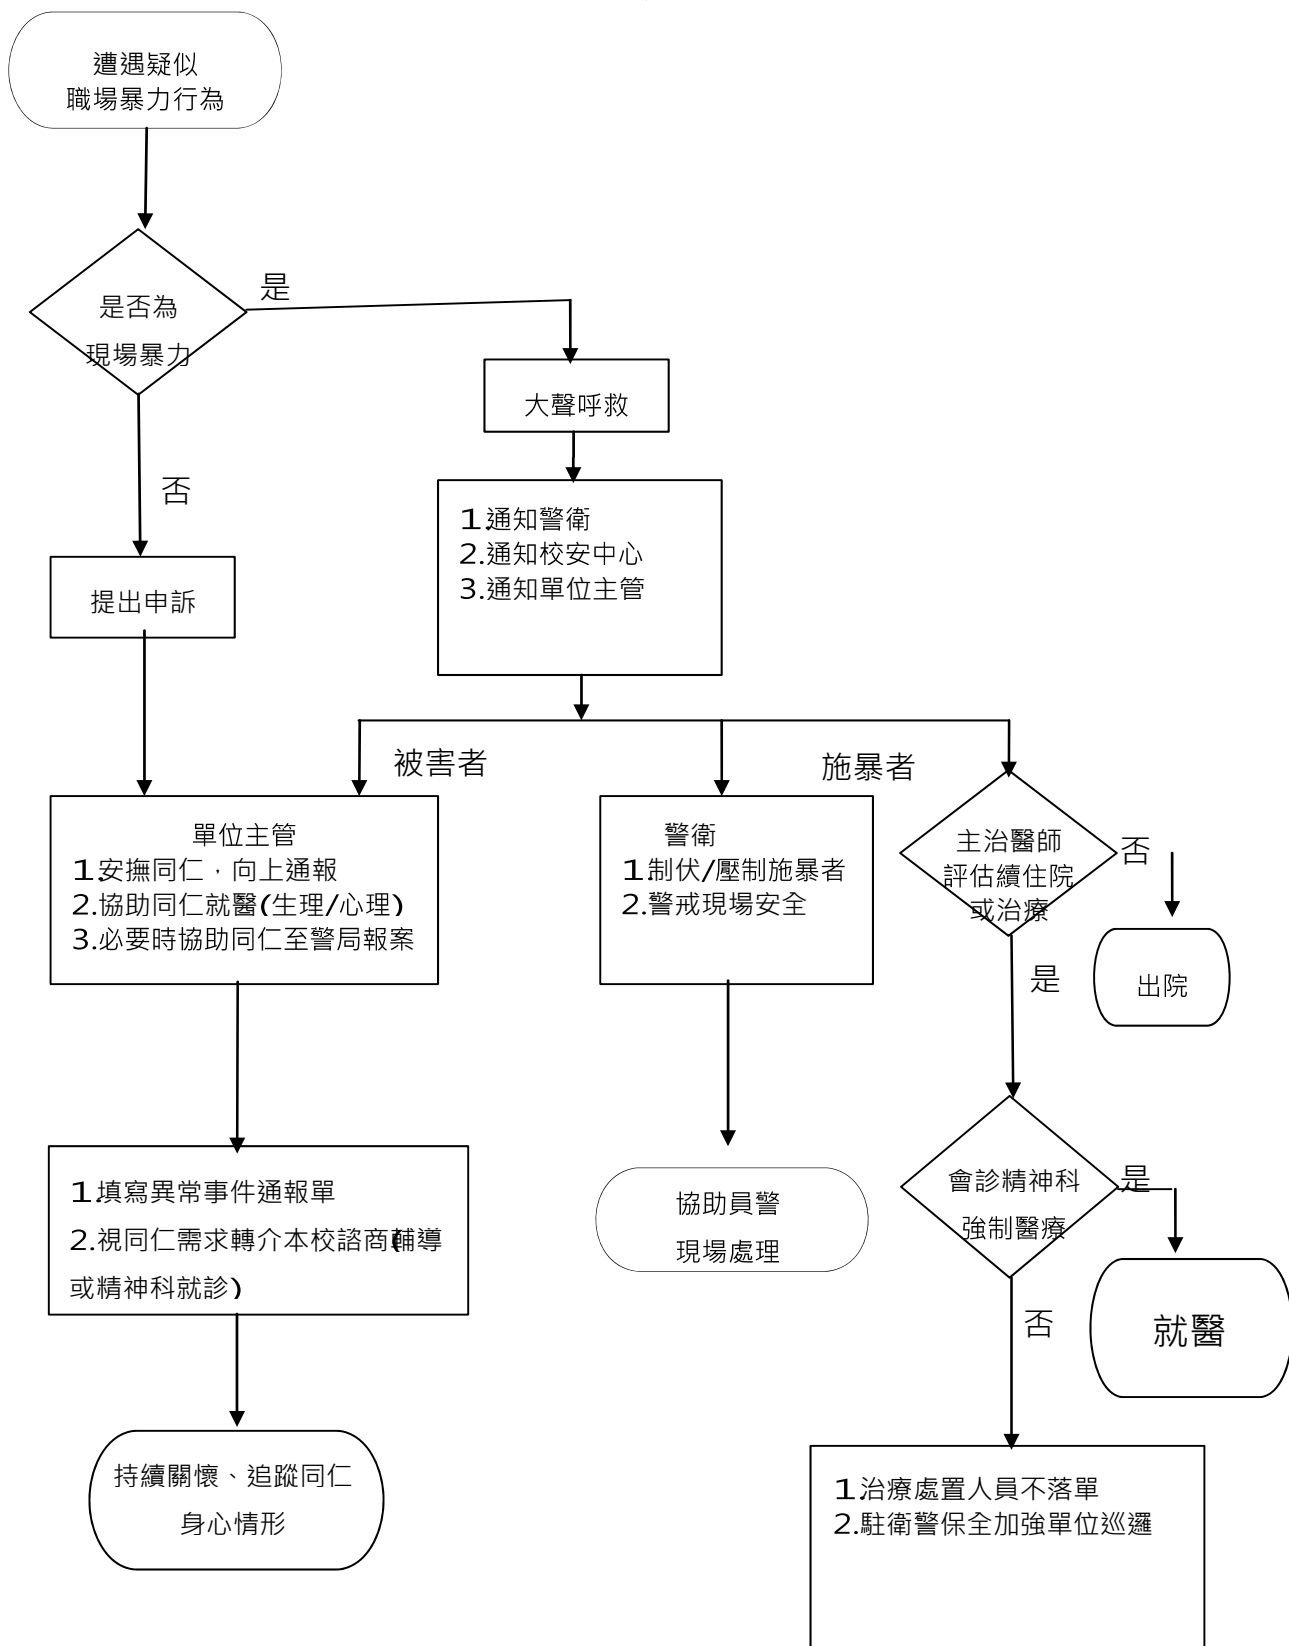 遭遇疑似
職場暴力行為
是否為
現場暴力
是
大聲呼救
否
1.通知警衛
2.通知校安中心
3.通知單位主管
提出申訴
被害者
施暴者
單位主管
1.安撫同仁，向上通報
2.協助同仁就醫(生理/心理)
3.必要時協助同仁至警局報案
警衛
1.制伏/壓制施暴者
2.警戒現場安全
主治醫師
評估續住院
或治療
否
出院
是
1.填寫異常事件通報單
2.視同仁需求轉介本校諮商(輔導
或精神科就診)
協助員警
現場處理
會診精神科
強制醫療
是
就醫
否
持續關懷、追蹤同仁
身心情形
1.治療處置人員不落單
2.駐衛警保全加強單位巡邏